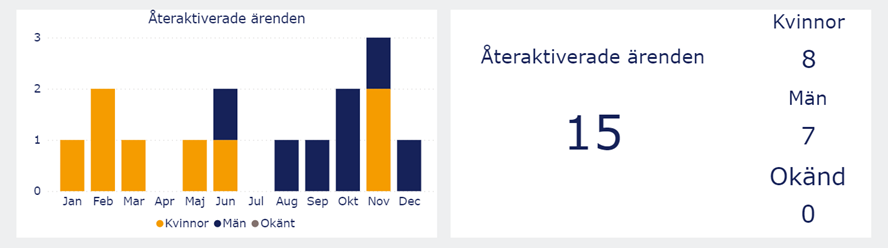 Återaktiverade ärenden
3
2
1
0
Jan Feb Mar Apr Maj Jun Jul Aug Sep Okt Nov Dec
Kvinnor Män Okänt
Återaktiverade ärenden
15
Kvinnor
8
Män
7
Okänd
0